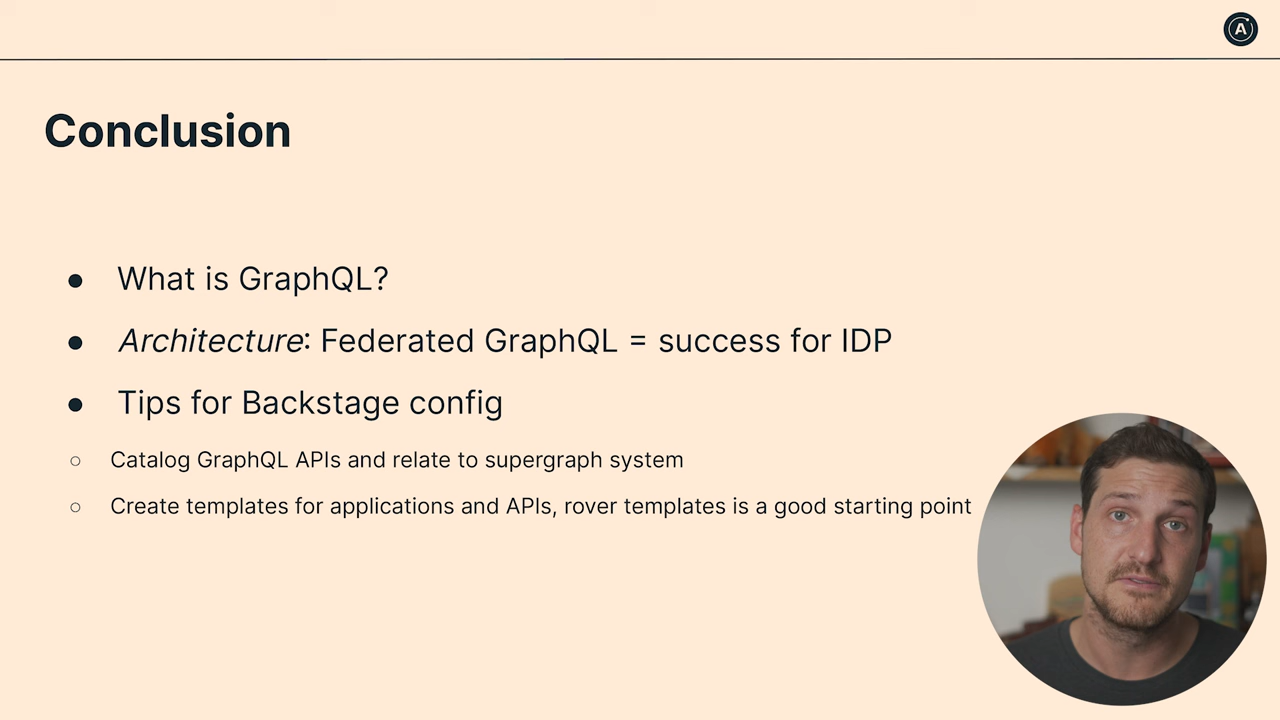 Conclusion
● What is GraphQL?
● Architecture: Federated GraphQL = success for IDP
● Tips for Backstage config
○ Catalog GraphQL APIs and relate to supergraph system
○ Create templates for applications and APIs, rover templates is a good starting point